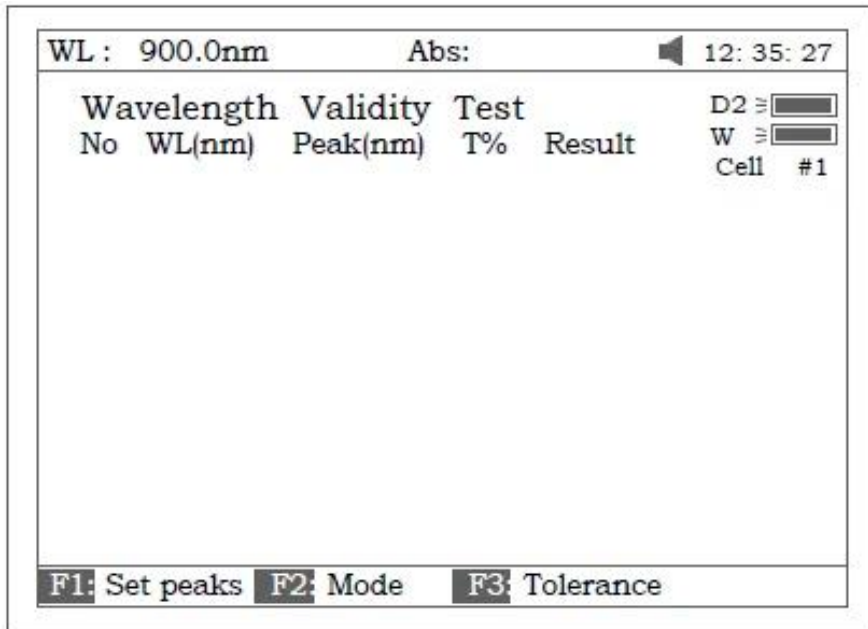 WL : 900.0nm Abs: 12: 35: 27
Wavelength Validity Test
D2
No WL(nm) Peak(nm) T% Result
W
Cell #1
F1: Set peaks F2: Mode F3: Tolerance